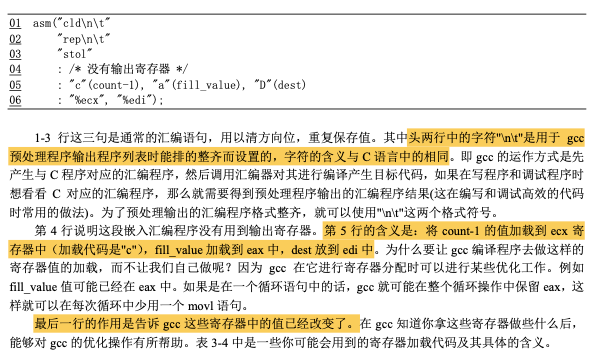 01 asm("cld\n\t"
02 "rep\n\t"
03 "stol"
04 : /* 没有输出寄存器 */
05 : "c"(count-1), "a"(fill_value), "D"(dest)
06 : "%ecx", "%edi");
1-3 行这三句是通常的汇编语句，用以清方向位，重复保存值。其中头两行中的字符"\n\t"是用于 gcc
预处理程序输出程序列表时能排的整齐而设置的，字符的含义与 C 语言中的相同。即 gcc 的运作方式是先
产生与 C 程序对应的汇编程序，然后调用汇编器对其进行编译产生目标代码，如果在写程序和调试程序时
想看看 C 对应的汇编程序，那么就需要得到预处理程序输出的汇编程序结果(这在编写和调试高效的代码
时常用的做法)。为了预处理输出的汇编程序格式整齐，就可以使用"\n\t"这两个格式符号。
第 4 行说明这段嵌入汇编程序没有用到输出寄存器。第 5 行的含义是：将 count-1 的值加载到 ecx 寄
存器中（加载代码是"c"），fill_value 加载到 eax 中，dest 放到 edi 中。为什么要让 gcc 编译程序去做这样的
寄存器值的加载，而不让我们自己做呢？因为 gcc 在它进行寄存器分配时可以进行某些优化工作。例如
fill_value 值可能已经在 eax 中。如果是在一个循环语句中的话，gcc 就可能在整个循环操作中保留 eax，这
样就可以在每次循环中少用一个 movl 语句。
最后一行的作用是告诉 gcc 这些寄存器中的值已经改变了。在 gcc 知道你拿这些寄存器做些什么后，
能够对 gcc 的优化操作有所帮助。表 3-4 中是一些你可能会用到的寄存器加载代码及其具体的含义。